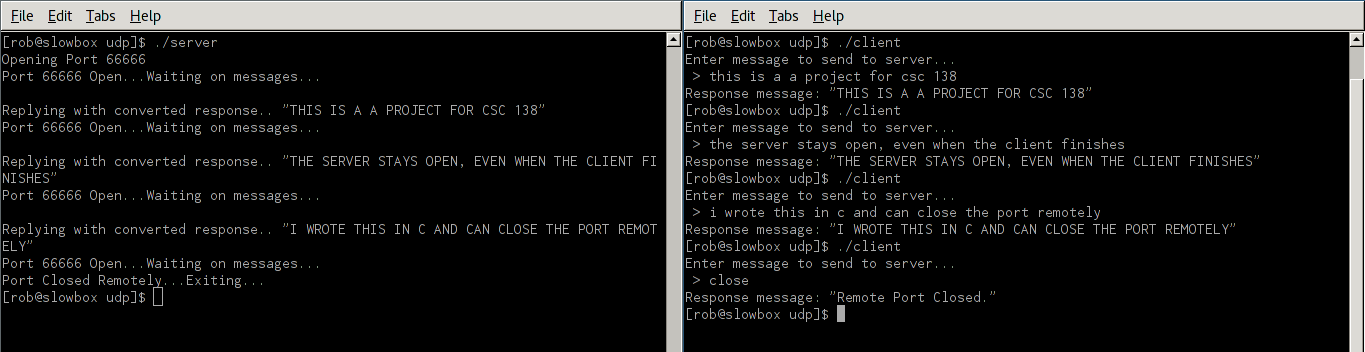 File Edit Tabs Help
[rob@slowbox udp]$ ./server
Opening Port 66666
Port 66666 Open...Waiting on messages...
Replying with converted response.. "THIS IS A A PROJECT FOR CSC 138"
Port 66666 Open...Waiting on messages...
Replying with converted response.. "THE SERVER STAYS OPEN, EVEN WHEN THE CLIENT FI
NISHES"
Port 66666 Open...Waiting on messages...
Replying with converted response.. "I WROTE THIS IN C AND CAN CLOSE THE PORT REMOT
ELY"
Port 66666 Open...Waiting on messages...
Port Closed Remotely...Exiting...
[rob@slowbox udp]$
File Edit Tabs Help
[rob@slowbox udp]$ ./client
Enter message to send to server...
> this is a a project for csc 138
Response message: "THIS IS A A PROJECT FOR CSC 138"
[rob@slowbox udp]$ ./client
Enter message to send to server...
> the server stays open, even when the client finishes
Response message: "THE SERVER STAYS OPEN, EVEN WHEN THE CLIENT FINISHES"
[rob@slowbox udp]$ ./client
Enter message to send to server...
> i wrote this in c and can close the port remotely
Response message: "I WROTE THIS IN C AND CAN CLOSE THE PORT REMOTELY"
[rob@slowbox udp]$ ./client
Enter message to send to server...
> close
Response message: "Remote Port Closed."
[rob@slowbox udp]$